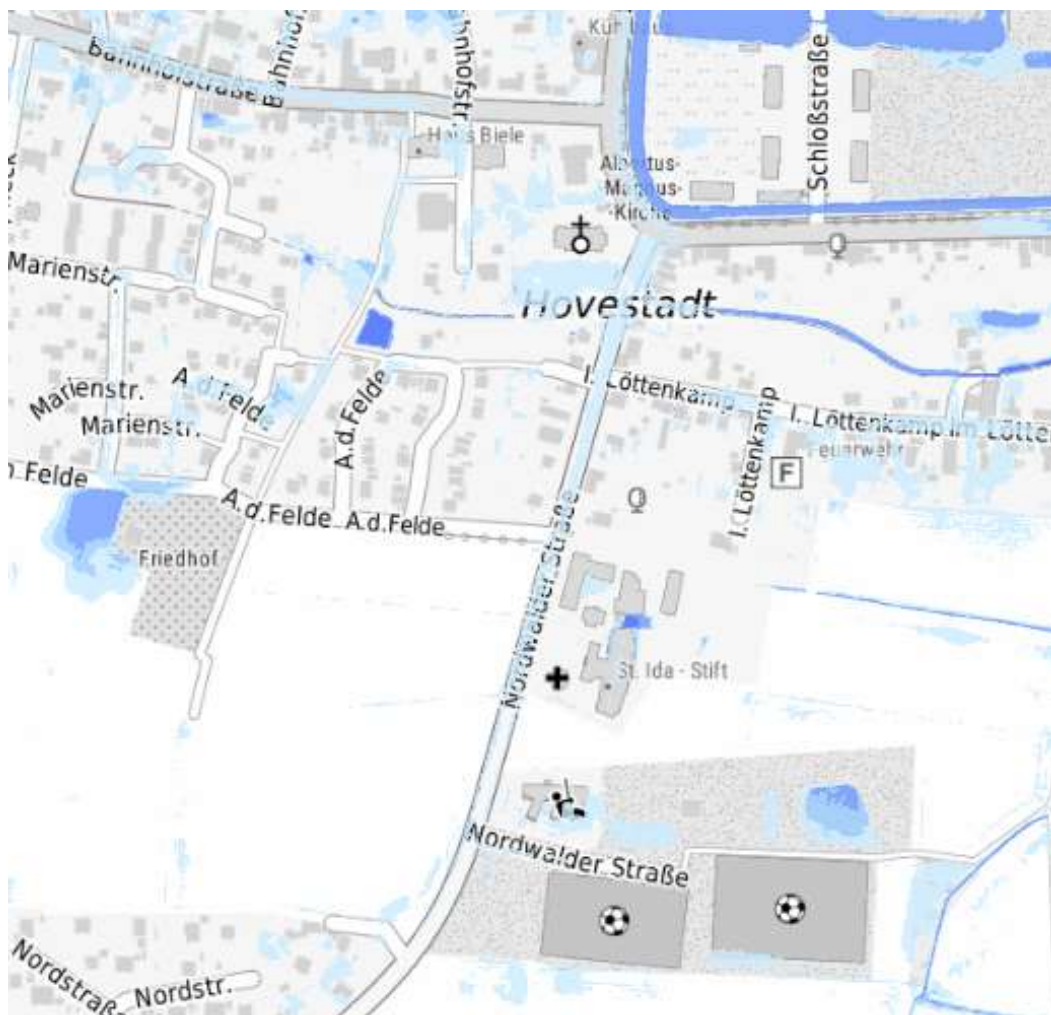 Bahnhofstraße
Haus Biele
Schloßstraße
Albertus-
Magnus-
-Kirche
Marienstr.
Hovestadt
Marienstr.
Marienstr.
A.d.Felde
A.d.Felde
I. Löttenkamp
I. Löttenkamp
I. Löttenkamp
Feuerwehr
F
Felde
A.d.Felde
A.d.Felde
Friedhof
Nordwalder Straße
St. Ida - Stift
Nordwalder Straße
Nordstraße
Nordstr.